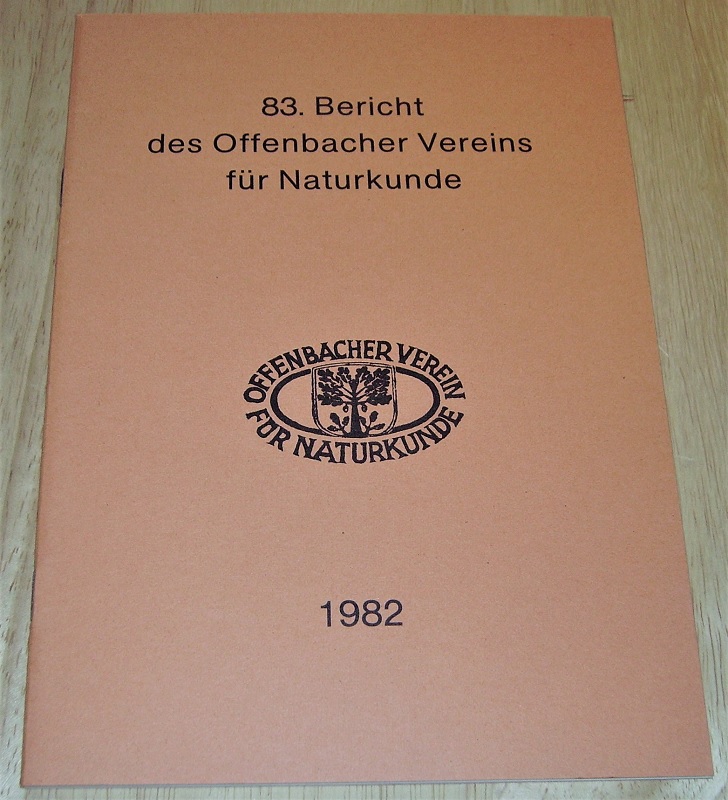 83. Bericht
des Offenbacher Vereins
für Naturkunde
OFFENBACHER VEREIN
FÜR NATURKUNDE
1982